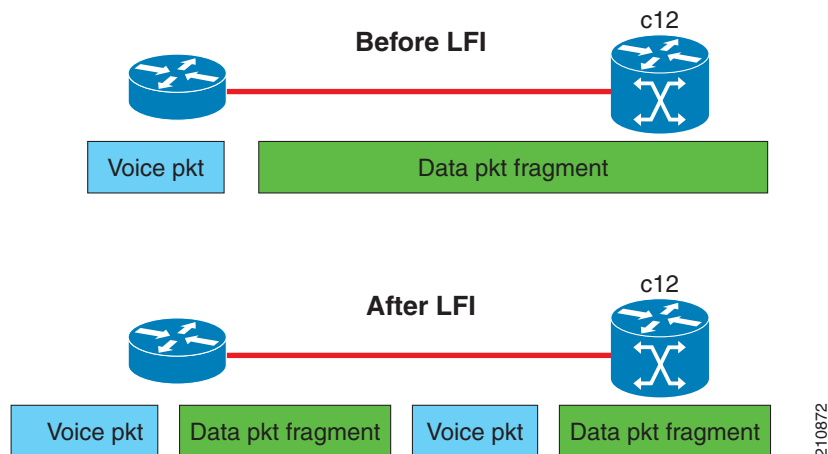 c12
Before LFI
Voice pkt
Data pkt fragment
c12
After LFI
Voice pkt
Data pkt fragment
Voice pkt
Data pkt fragment
210872